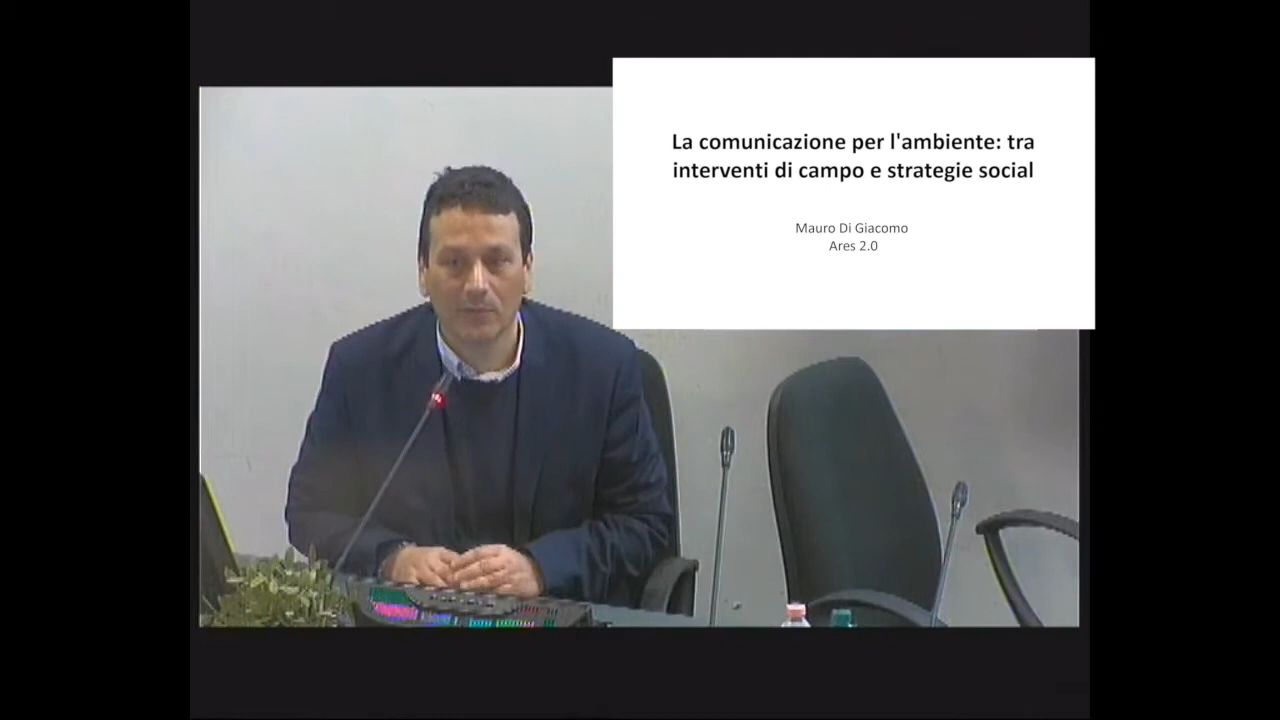 La comunicazione per l'ambiente: tra
interventi di campo e strategie social
Mauro Di Giacomo
Ares 2.0